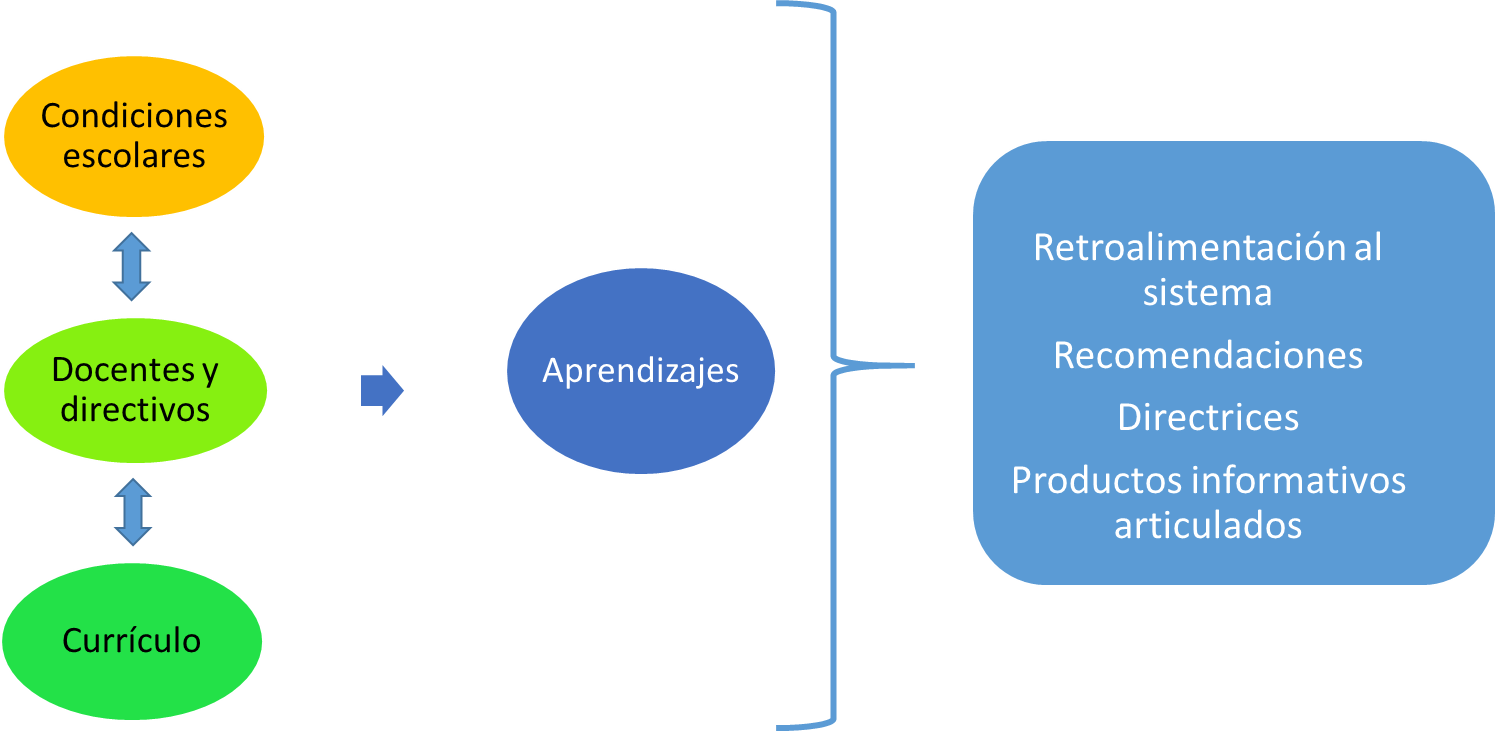 Condiciones
escolares
Docentes y
directivos
Currículo
Aprendizajes
Retroalimentación al
sistema
Recomendaciones
Directrices
Productos informativos
articulados